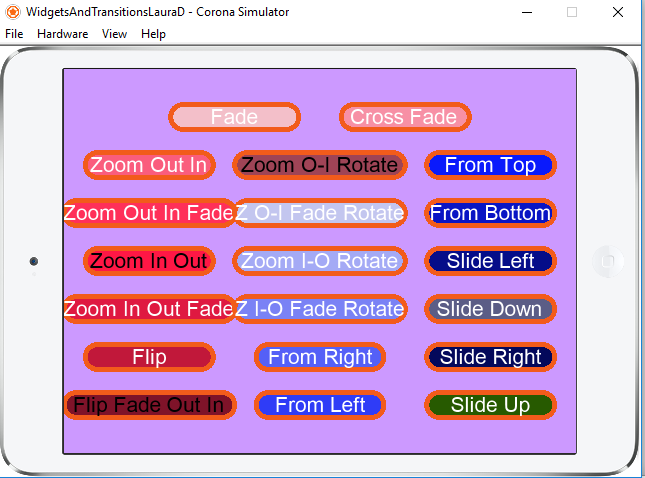 WidgetsAndTransitionsLauraD - Corona Simulator
File Hardware View Help
Fade Cross Fade
Zoom Out In Zoom O-I Rotate From Top
Zoom Out In Fade Z O-I Fade Rotate From Bottom
Zoom In Out Zoom I-O Rotate Slide Left
Zoom In Out Fade Z I-O Fade Rotate Slide Down
Flip From Right Slide Right
Flip Fade Out In From Left Slide Up